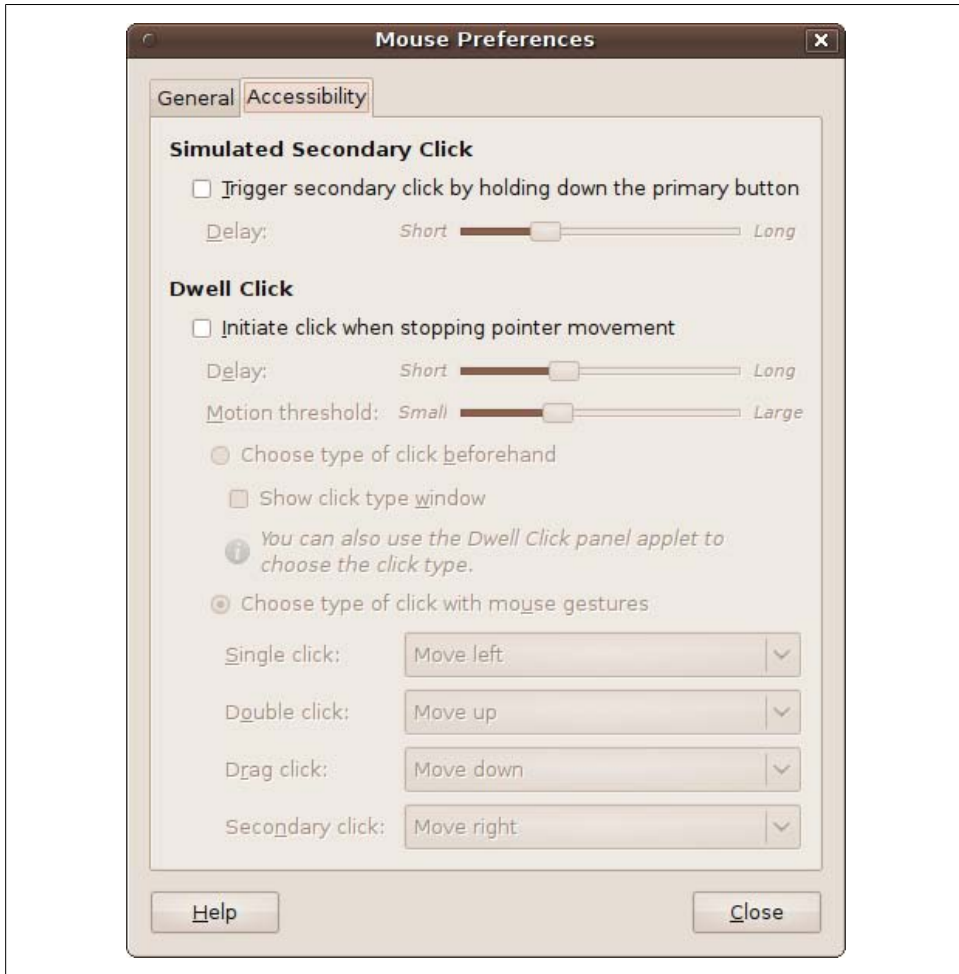 Mouse Preferences
General Accessibility
Simulated Secondary Click
Trigger secondary click by holding down the primary button
Delay: Short Long
Dwell Click
Initiate click when stopping pointer movement
Delay: Short Long
Motion threshold: Small Large
Choose type of click beforehand
Show click type window
You can also use the Dwell Click panel applet to
choose the click type.
Choose type of click with mouse gestures
Single click: Move left
Double click: Move up
Drag click: Move down
Secondary click: Move right
Help Close